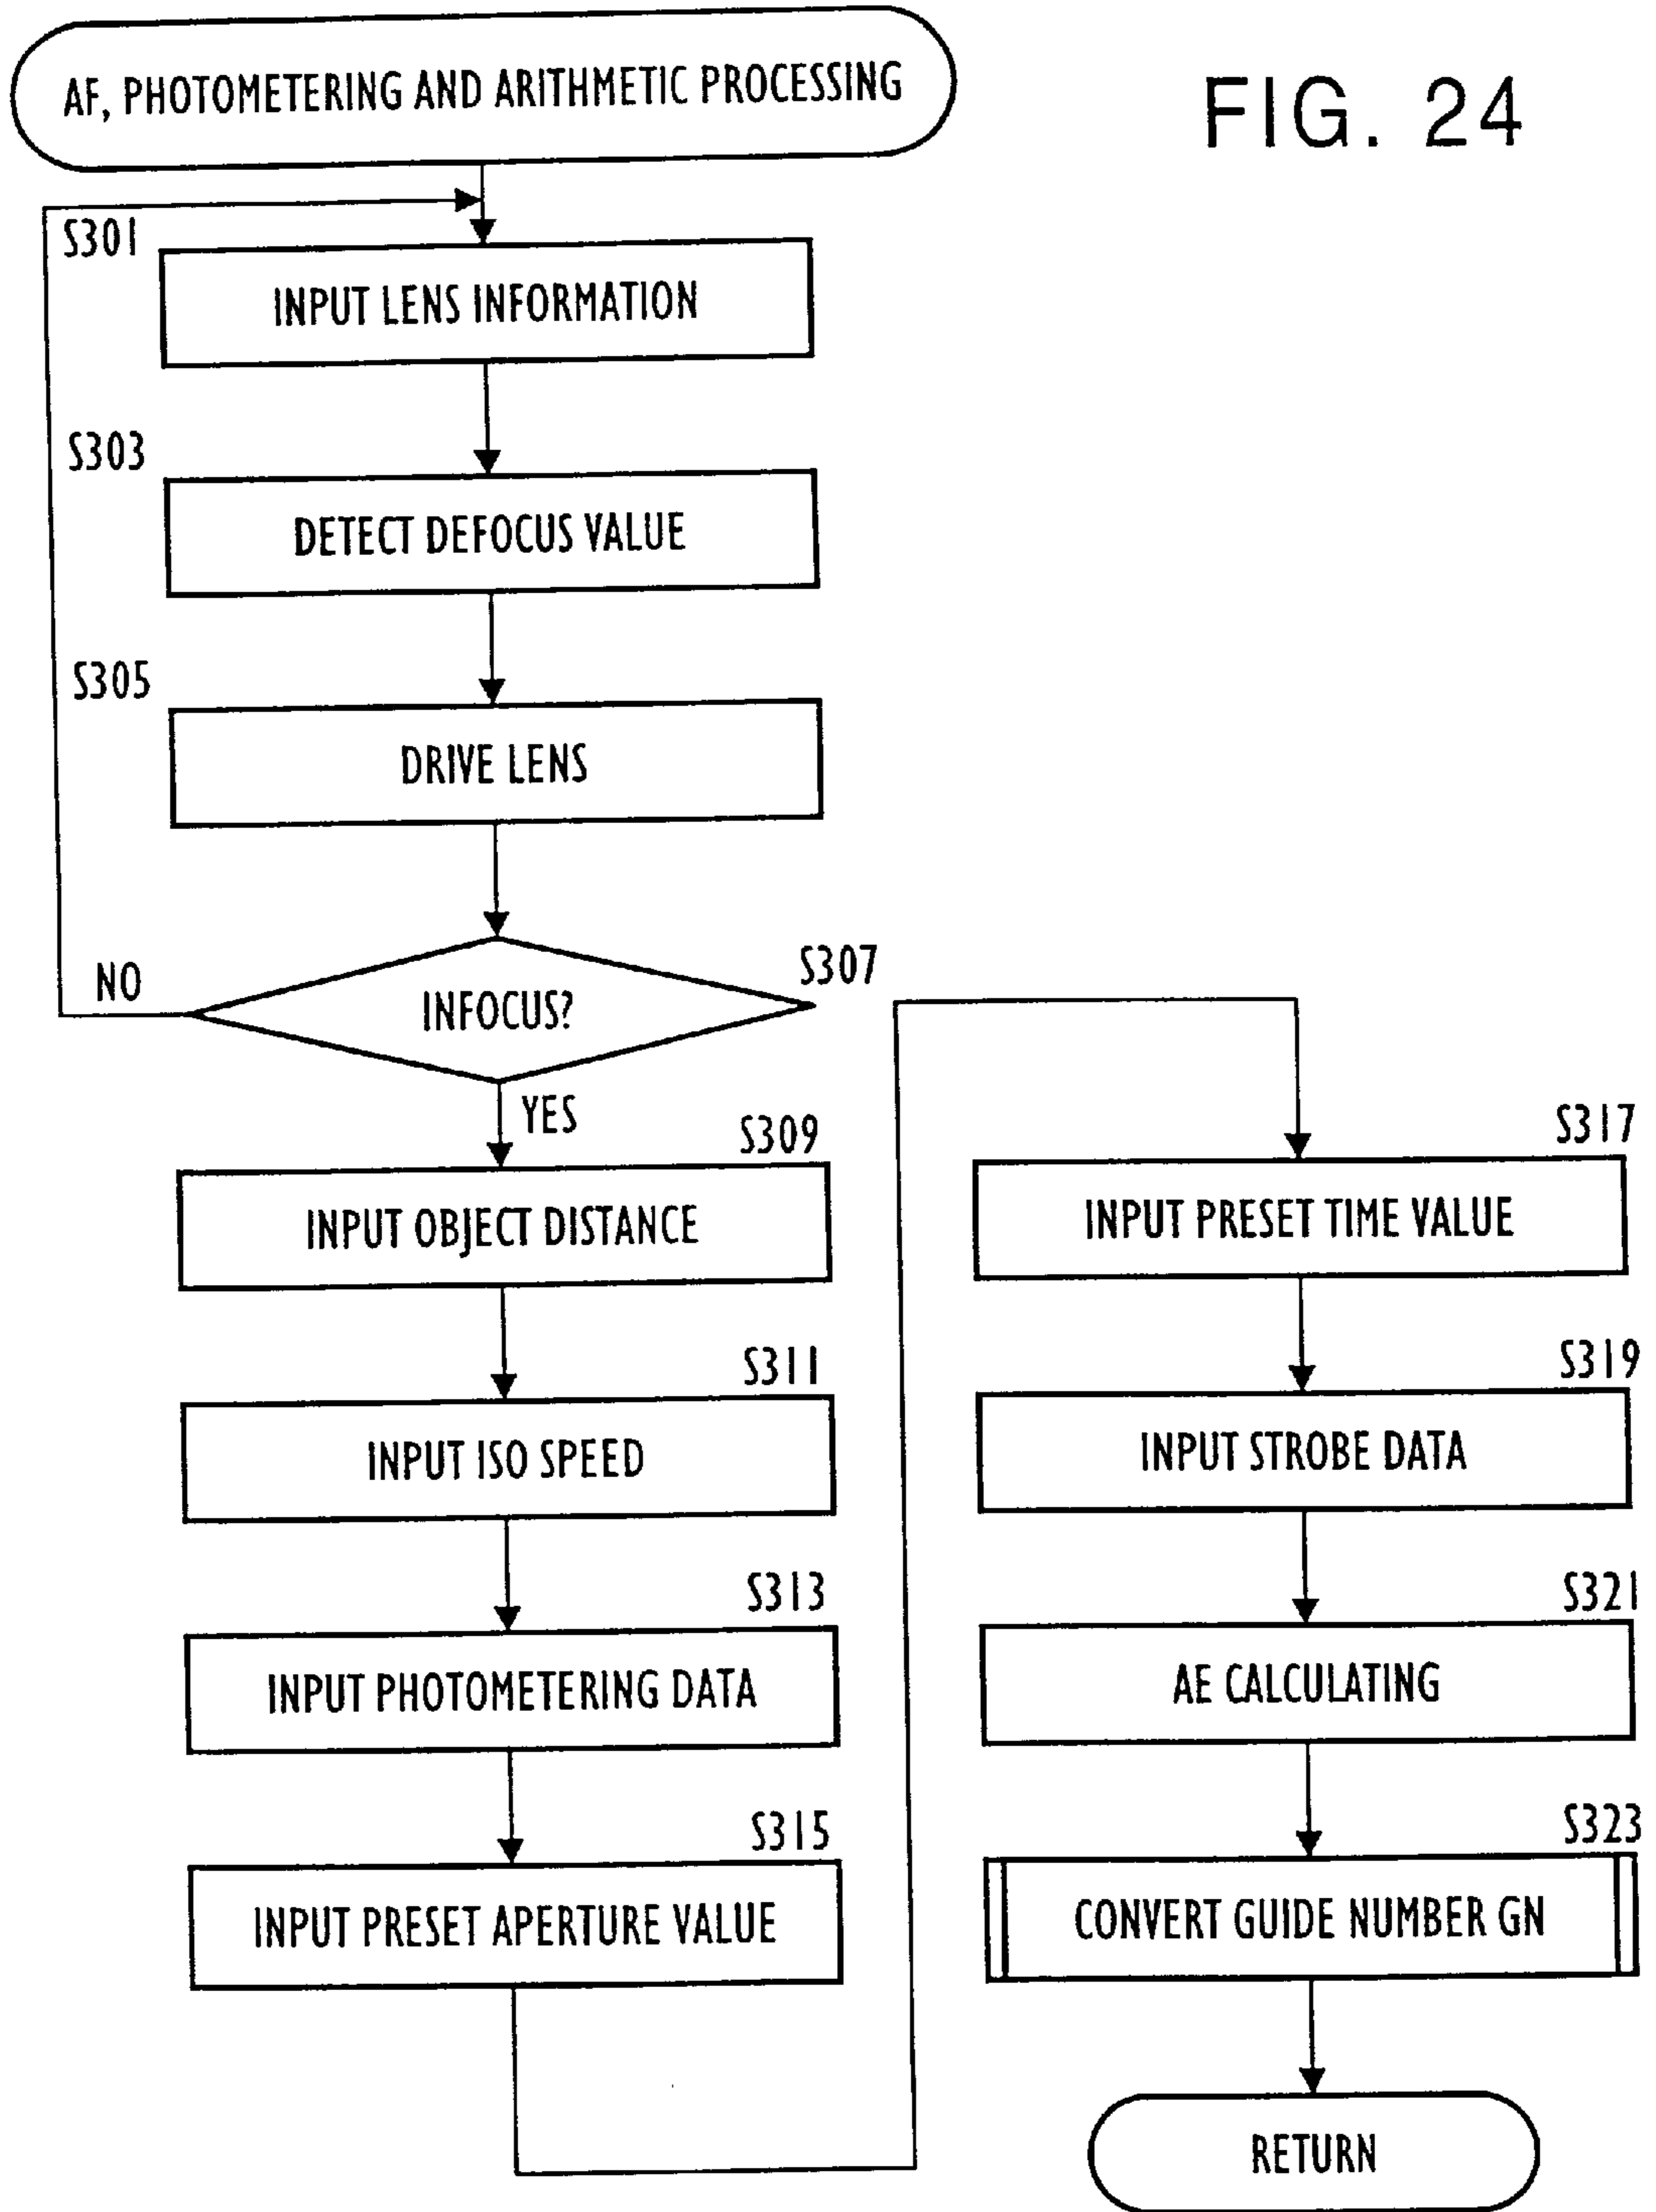 AF, PHOTOMETERING AND ARITHMETIC PROCESSING
FIG. 24
S301
INPUT LENS INFORMATION
S303
DETECT DEFOCUS VALUE
S305
DRIVE LENS
S307
INFOCUS?
NO
YES
S309
INPUT OBJECT DISTANCE
S311
INPUT ISO SPEED
S313
INPUT PHOTOMETERING DATA
S315
INPUT PRESET APERTURE VALUE
S317
INPUT PRESET TIME VALUE
S319
INPUT STROBE DATA
S321
AE CALCULATING
S323
CONVERT GUIDE NUMBER GN
RETURN